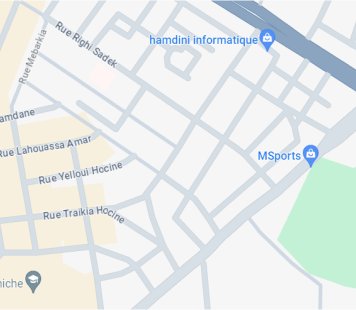 Rue Righi Sadek
hamdini informatique
Rue Mebarkia
amdane
Rue Lahouassa Amar
MSports
Rue Yelloui Hocine
Rue Traikia Hocine
iche